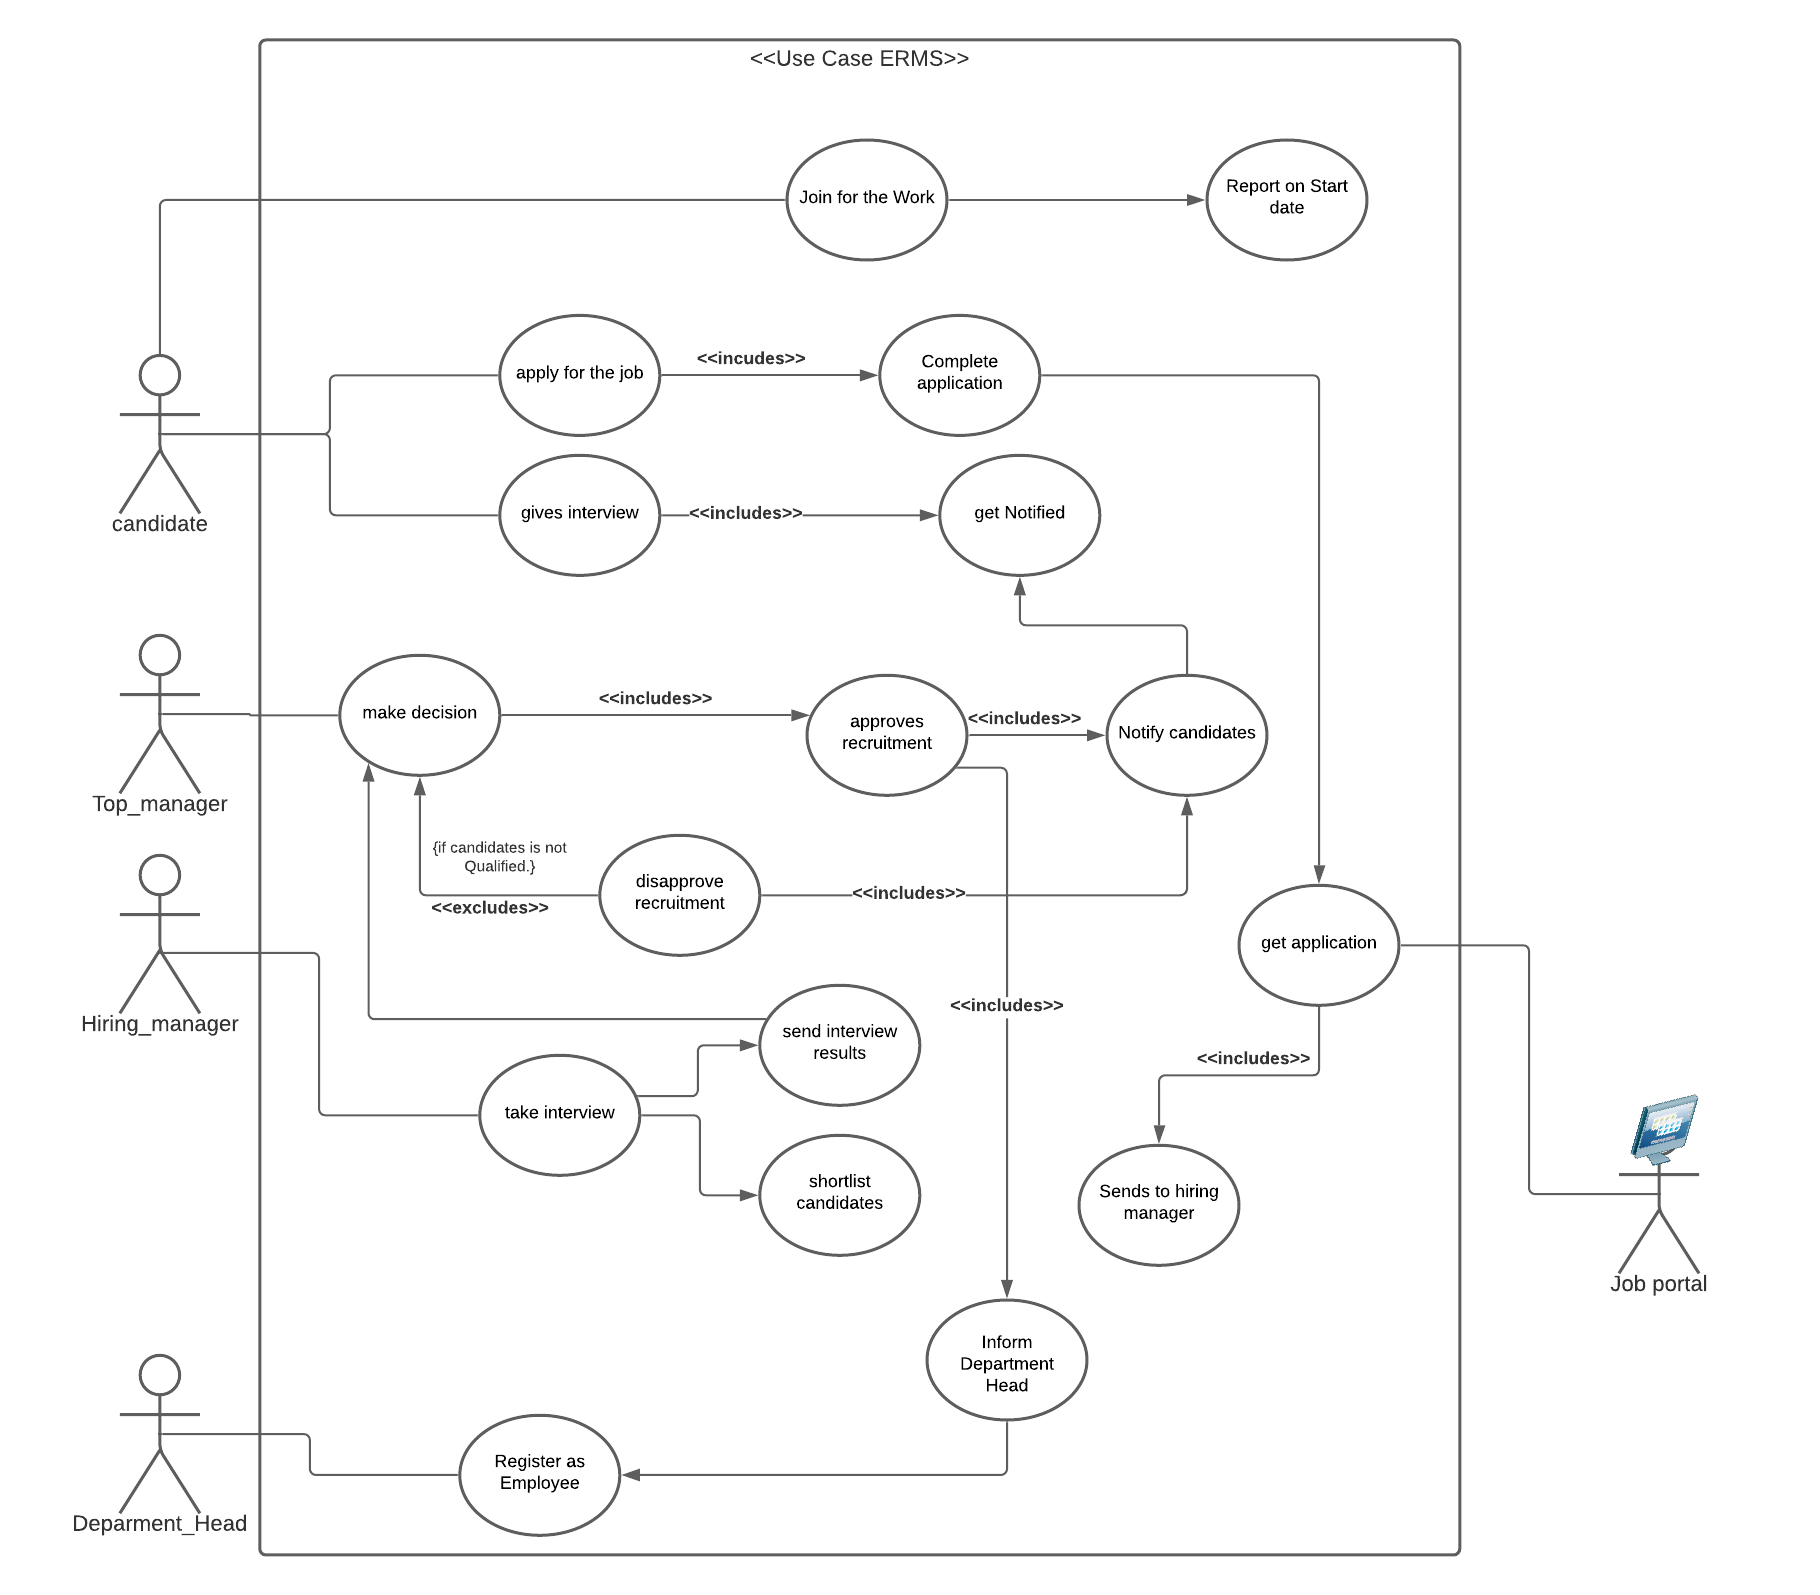 <<Use Case ERMS>>
Join for the Work
Report on Start
date
apply for the job
<<incudes>>
Complete
application
gives interview
<<includes>>
get Notified
candidate
make decision
<<includes>>
approves
recruitment
<<includes>>
Notify candidates
Top_manager
{if candidates is not
Qualified.}
<<excludes>>
disapprove
recruitment
<<includes>>
get application
Hiring_manager
<<includes>>
send interview
results
<<includes>>
take interview
shortlist
candidates
Sends to hiring
manager
Job portal
Inform
Department
Head
Register as
Employee
Deparment_Head